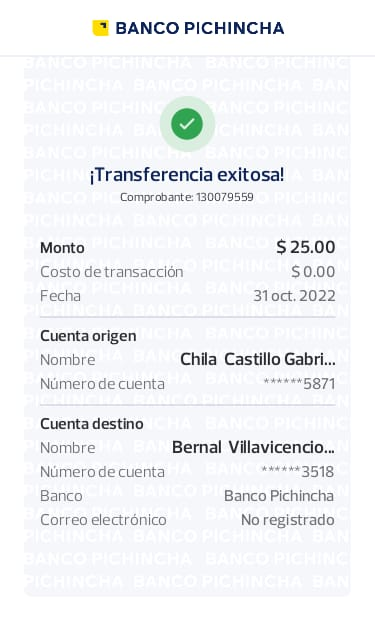 BANCO PICHINCHA
¡Transferencia exitosa!
Comprobante: 130079559
Monto $ 25.00
Costo de transacción $ 0.00
Fecha 31 oct. 2022
Cuenta origen
Nombre Chila Castillo Gabri...
Número de cuenta ******5871
Cuenta destino
Nombre Bernal Villavicencio...
Número de cuenta ******3518
Banco Banco Pichincha
Correo electrónico No registrado